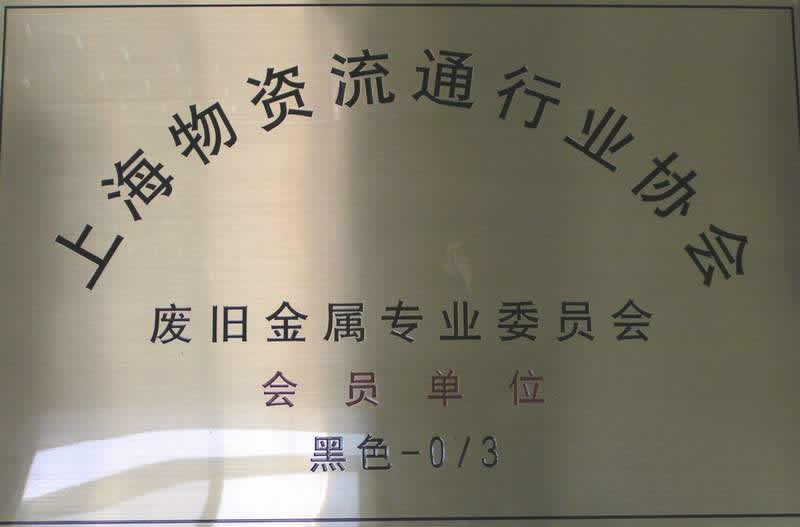 上海物资流通行业协会
废旧金属专业委员会
会员单位
黑色-0/3